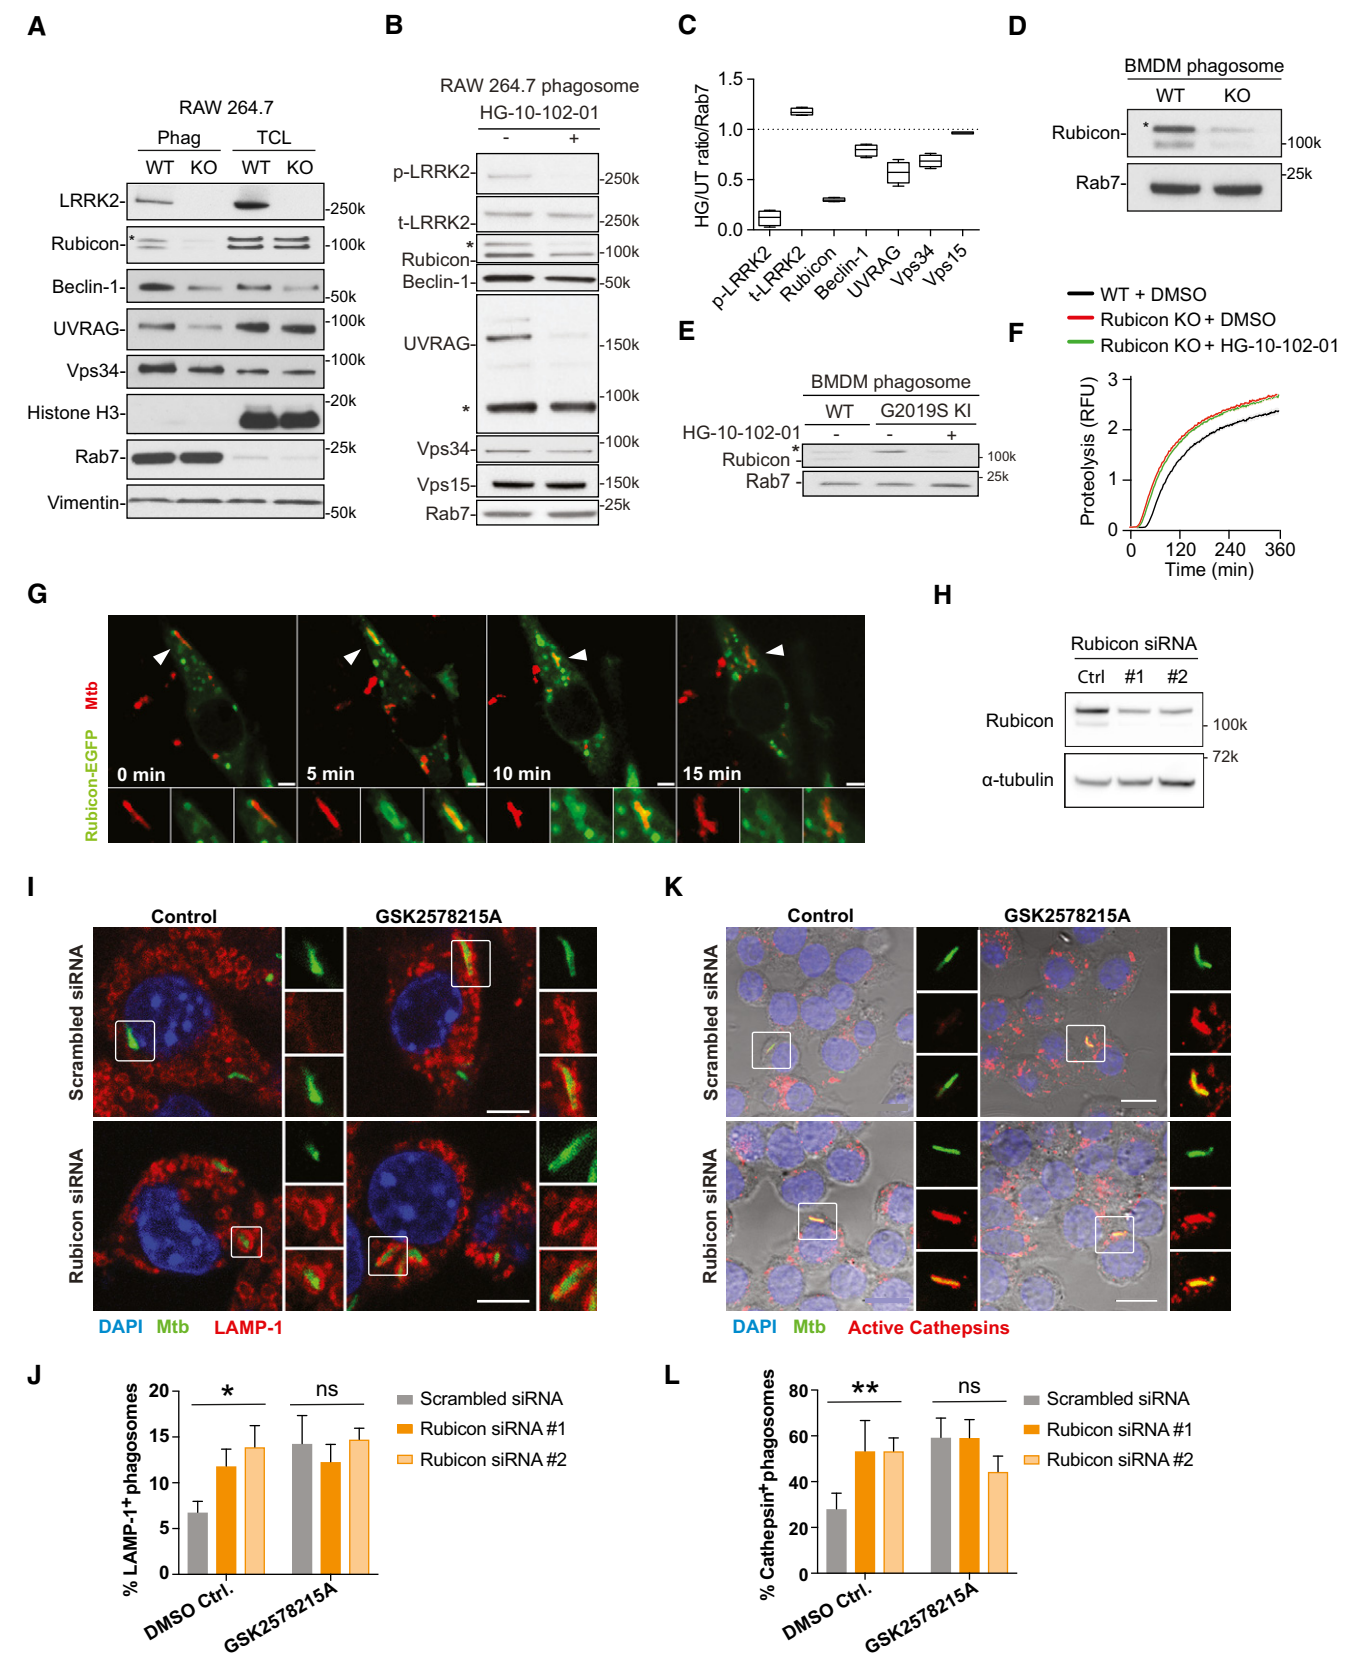 A
RAW 264.7
Phag TCL
WT KO WT KO
LRRK2
-250k
* Rubicon-
-100k
Beclin-1-
-50k
UVRAG-
-100k
Vps34-
-100k
Histone H3-
-20k
Rab7-
-25k
Vimentin-
-50k
B
RAW 264.7 phagosome
HG-10-102-01
- +
p-LRRK2-
-250k
t-LRRK2-
-250k
*
Rubicon-
-100k
Beclin-1-
-50k
UVRAG-
-150k
*
-100k
Vps34-
-100k
Vps15-
-150k
Rab7-
-25k
C
HG/UT ratio/Rab7
1.5
1.0
0.5
0.0
p-LRRK2
t-LRRK2
Rubicon
Beclin-1
UVRAG
Vps34
Vps15
D
BMDM phagosome
WT KO
Rubicon-
*
-100k
Rab7-
-25k
E
BMDM phagosome
WT G2019S KI
HG-10-102-01 - - +
*
Rubicon
- 100k
Rab7 -
- 25k
F
WT + DMSO
Rubicon KO + DMSO
Rubicon KO + HG-10-102-01
Proteolysis (RFU)
3
2
1
0
0 120 240 360
Time (min)
G
Rubicon-EGFP Mtb
0 min
5 min
10 min
15 min
H
Rubicon siRNA
Ctrl #1 #2
Rubicon
- 100k
- 72k
α-tubulin
I
Control GSK2578215A
Scrambled siRNA
Rubicon siRNA
DAPI Mtb LAMP-1
K
Control GSK2578215A
Scrambled siRNA
Rubicon siRNA
DAPI Mtb Active Cathepsins
J
% LAMP-1+ phagosomes
20
15
10
5
0
* ns
DMSO Ctrl.
GSK2578215A
Scrambled siRNA
Rubicon siRNA #1
Rubicon siRNA #2
L
% Cathepsin+ phagosomes
80
60
40
20
0
** ns
DMSO Ctrl.
GSK2578215A
Scrambled siRNA
Rubicon siRNA #1
Rubicon siRNA #2